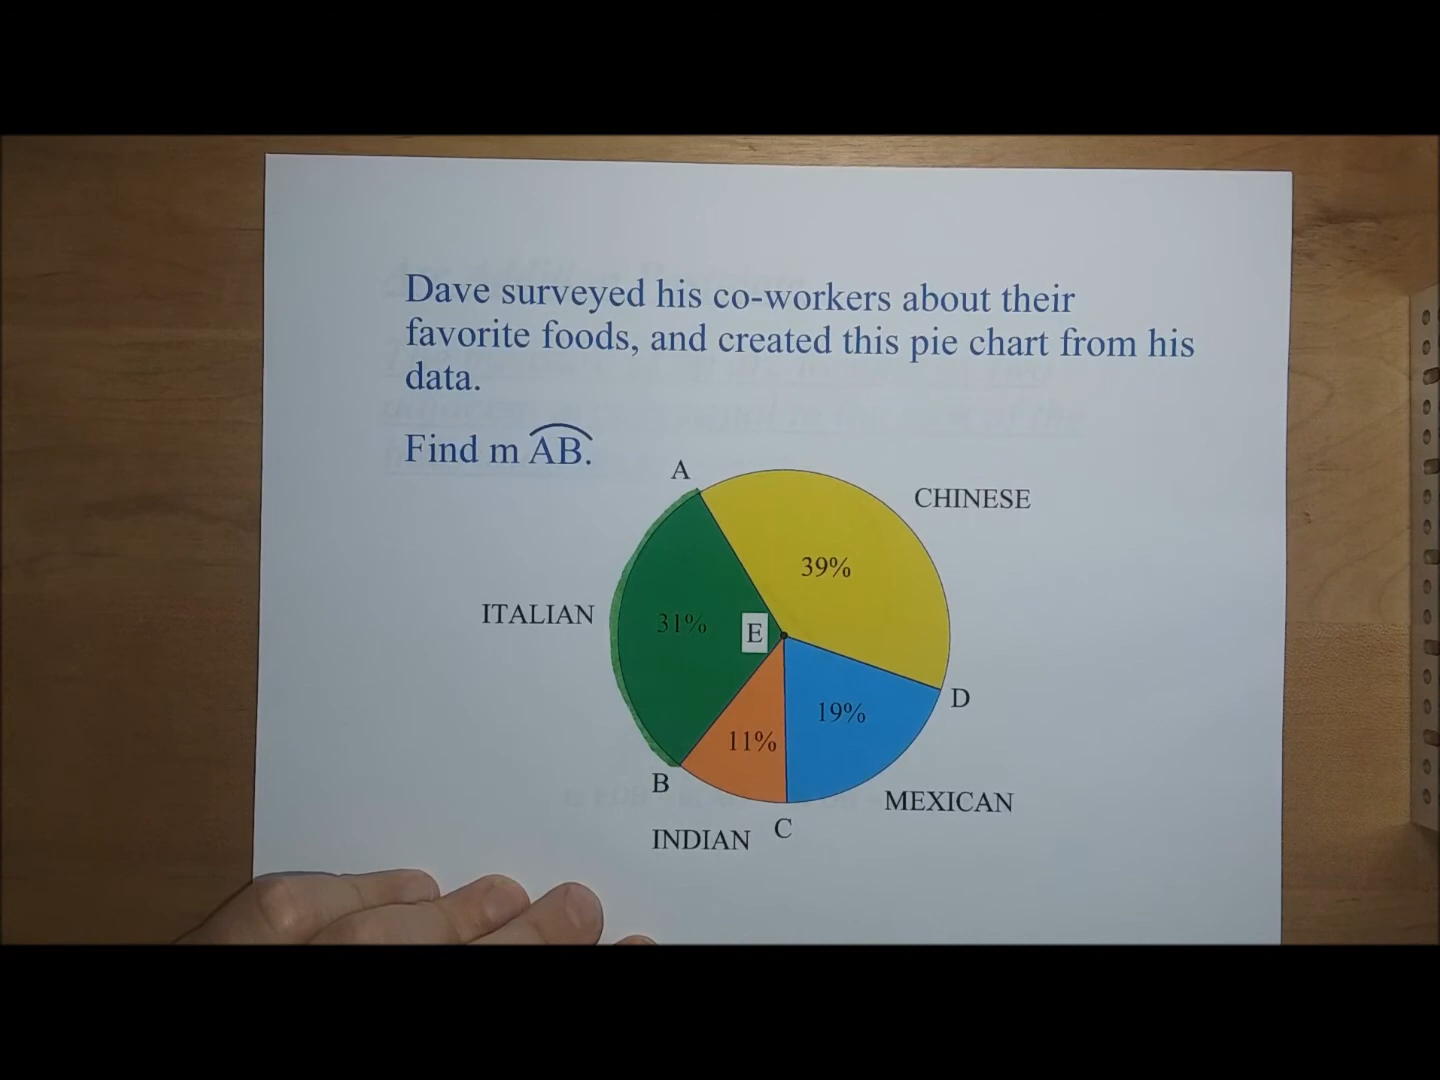 Dave surveyed his co-workers about their
favorite foods, and created this pie chart from his
data.
Find m AB.
A
CHINESE
39%
ITALIAN
31%
E
D
19%
11%
B
MEXICAN
C
INDIAN